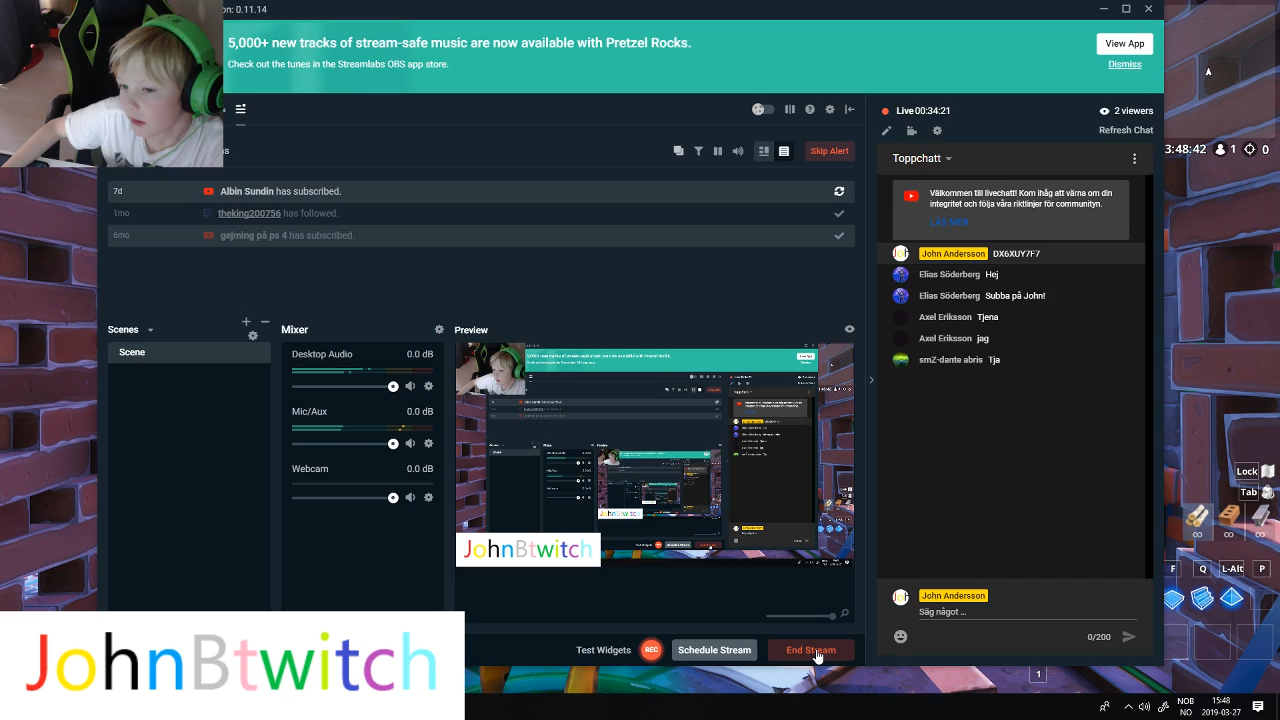 on: 0.11.14
5,000+ new tracks of stream-safe music are now available with Pretzel Rocks.
Check out the tunes in the Streamlabs OBS app store.
View App
Dismiss
Skip Alert
7d Albin Sundin has subscribed.
1mo theking200756 has followed.
6mo gejming på ps 4 has subscribed.
Scenes
Scene
Mixer
Desktop Audio 0.0 dB
Mic/Aux 0.0 dB
Webcam 0.0 dB
Preview
JohnBtwitch
Test Widgets
REC
Schedule Stream
End Stream
Live 00:34:21
2 viewers
Refresh Chat
Toppchatt
Välkommen till livechatt! Kom ihåg att värna om din
integritet och följa våra riktlinjer för communityn.
LÄS MER
John Andersson DX6XUY7F7
Elias Söderberg Hej
Elias Söderberg Subba på John!
Axel Eriksson Tjena
Axel Eriksson jag
smZ-dante abris Tja
John Andersson
Säg något ...
0/200
3:48:42 1 0
Lock
Tab
F Q L-Alt P
1
JohnBtwitch
NOB
NO
15:48
2019-03-27